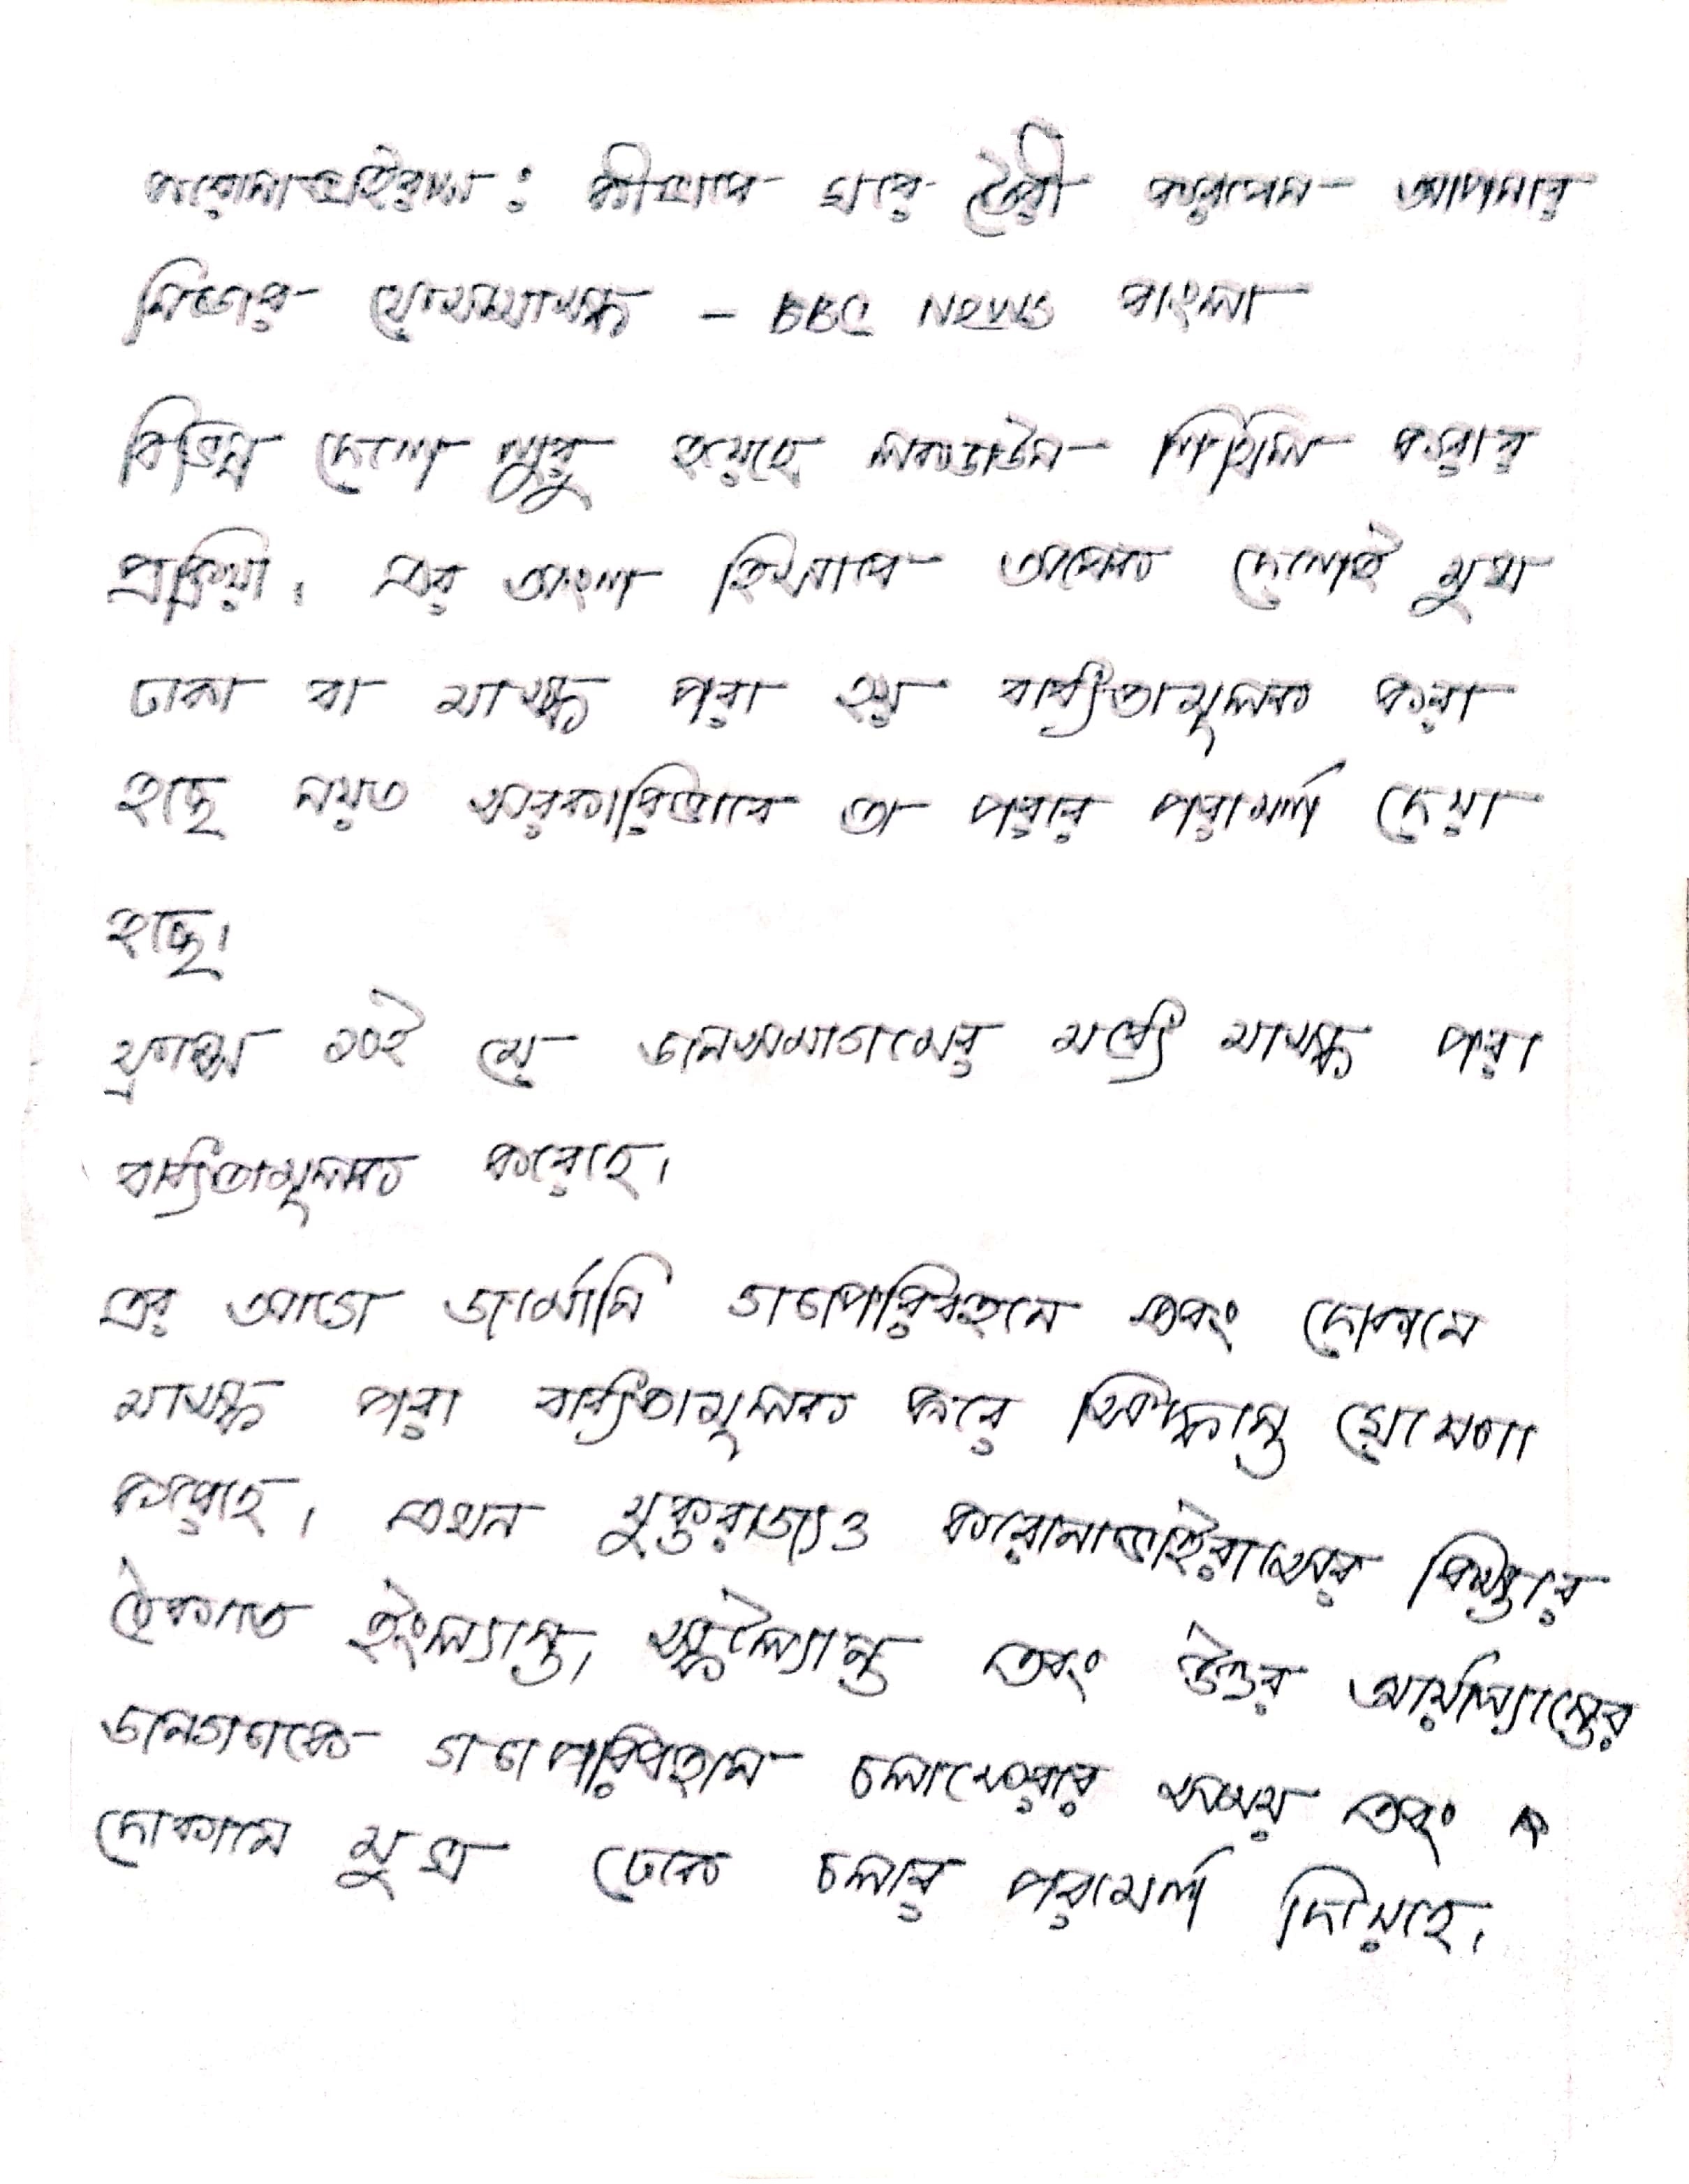 করোনাভাইরাস : কীভাবে ঘরে তৈরী করবেন আপনার
নিজের ফেসমাস্ক – BBC News বাংলা
বিভিন্ন দেশে শুরু হয়েছে লকডাউন শিথিল করার
প্রক্রিয়া। এর অংশ হিসাবে অনেক দেশেই মুখ
ঢাকা বা মাস্ক পরা হয় বাধ্যতামূলক করা
হচ্ছে নয়ত সরকারিভাবে তা পরার পরামর্শ দেয়া
হচ্ছে।
ফ্রান্স ১০ই মে জনসমাগমের মধ্যে মাস্ক পরা
বাধ্যতামূলক করেছে।
এর আগে জার্মানি গণপরিবহনে এবং দোকানে
মাস্ক পরা বাধ্যতামূলক করে সিদ্ধান্ত ঘোষণা
করেছে। এখন যুক্তরাজ্যও করোনাভাইরাসের বিস্তার
ঠেকাতে ইংল্যান্ড, স্কটল্যান্ড এবং উত্তর আয়ল্যান্ডের
জনগণকে গণপরিবহনে চলাফেরার সময় এবং
দোকানে মুখ ঢেকে চলার পরামর্শ দিয়েছে।